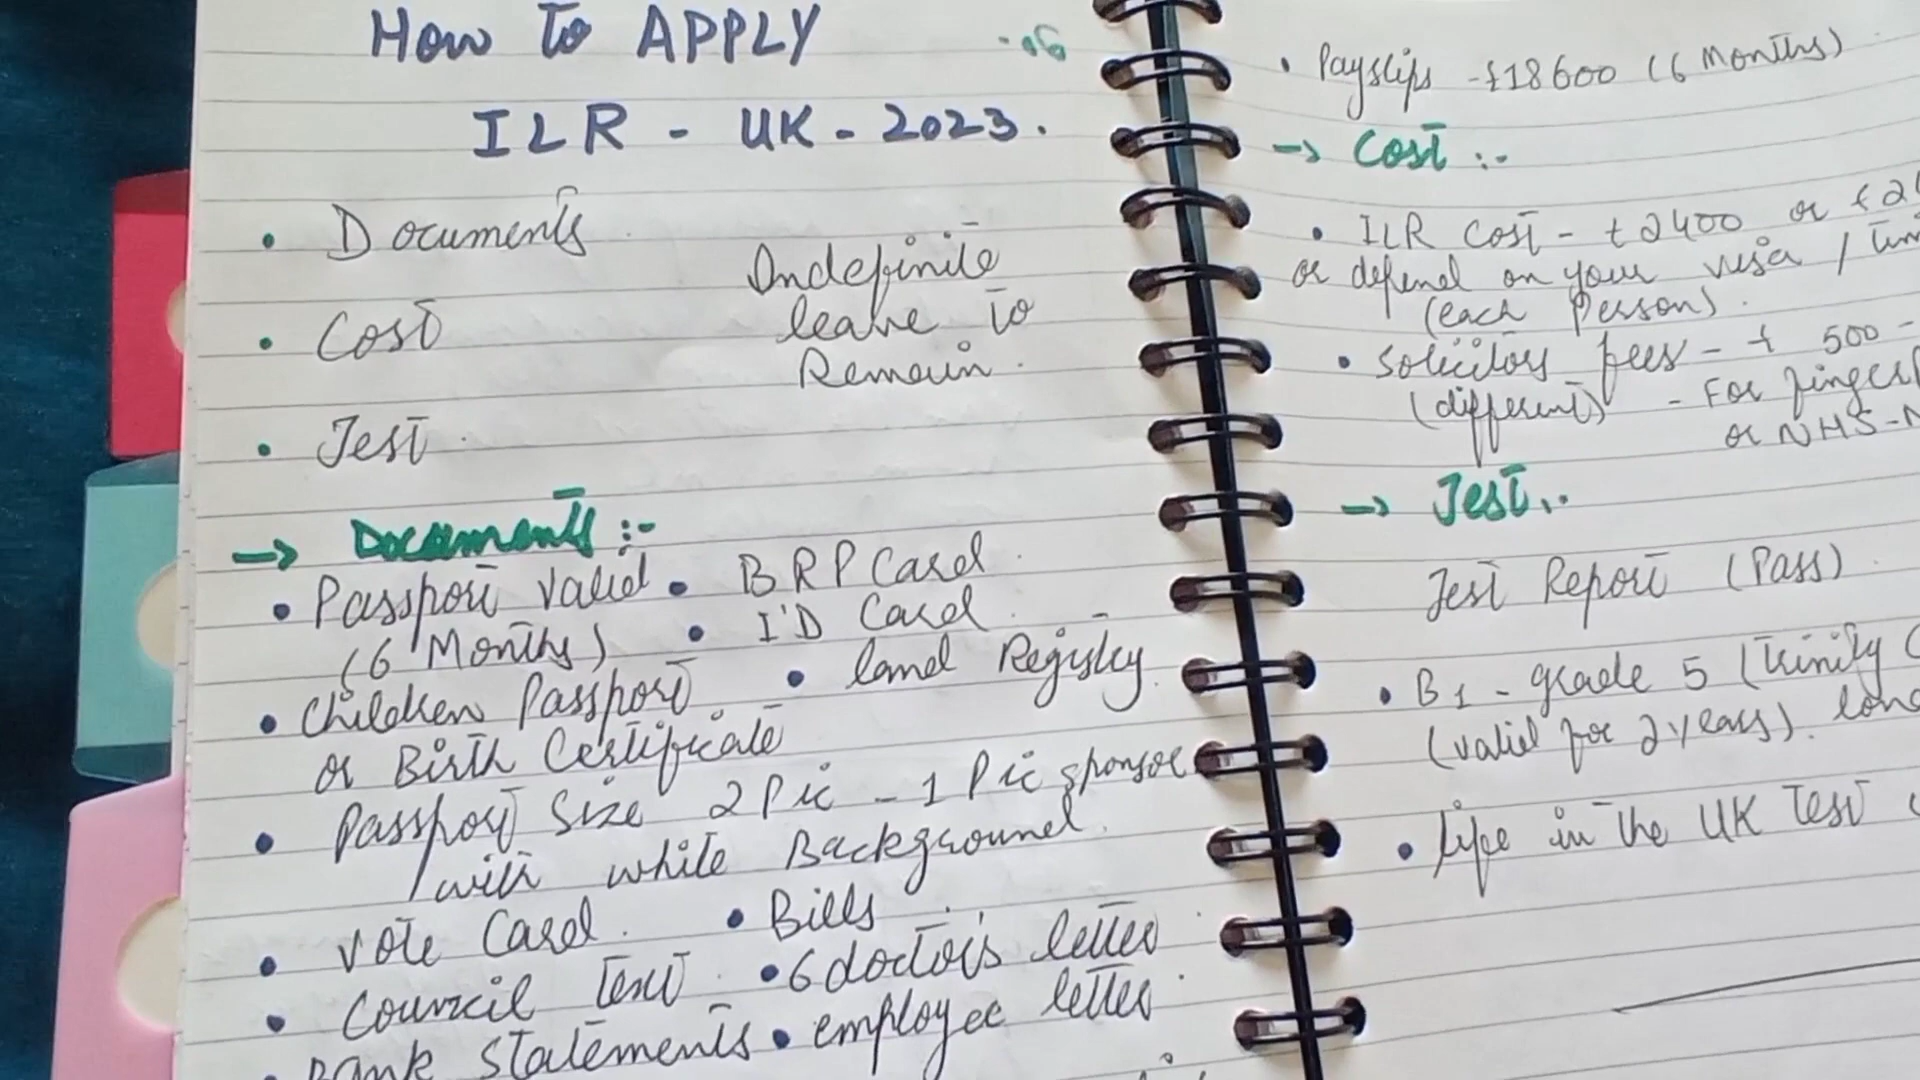 How to APPLY
ILR - UK - 2023.
• Documents
Indefinite
leave to
Remain.
• Cost
• Test
→ Documents :-
• Passport valid
(6 Months)
• BRP Card
• I'D Card
• land Registry
• Children Passport
or Birth Certificate
• Passport Size 2 Pic - 1 Pic sponsor
with white Background.
• Vote Card.
• Bills
• Council
• 6 doctor's letter
Bank statements
• employee letter
• Payslips - £18600 (6 Months)
→ Cost :-
• ILR Cost - £2400 or
or depend on your visa /
(each Person).
• Solicitors fees - £ 500 -
(different) - For
or NHS-
→ Test..
Test Report (Pass)
• B1 - grade 5 (Trinity
(valid for 2 years).
• life in the UK Test